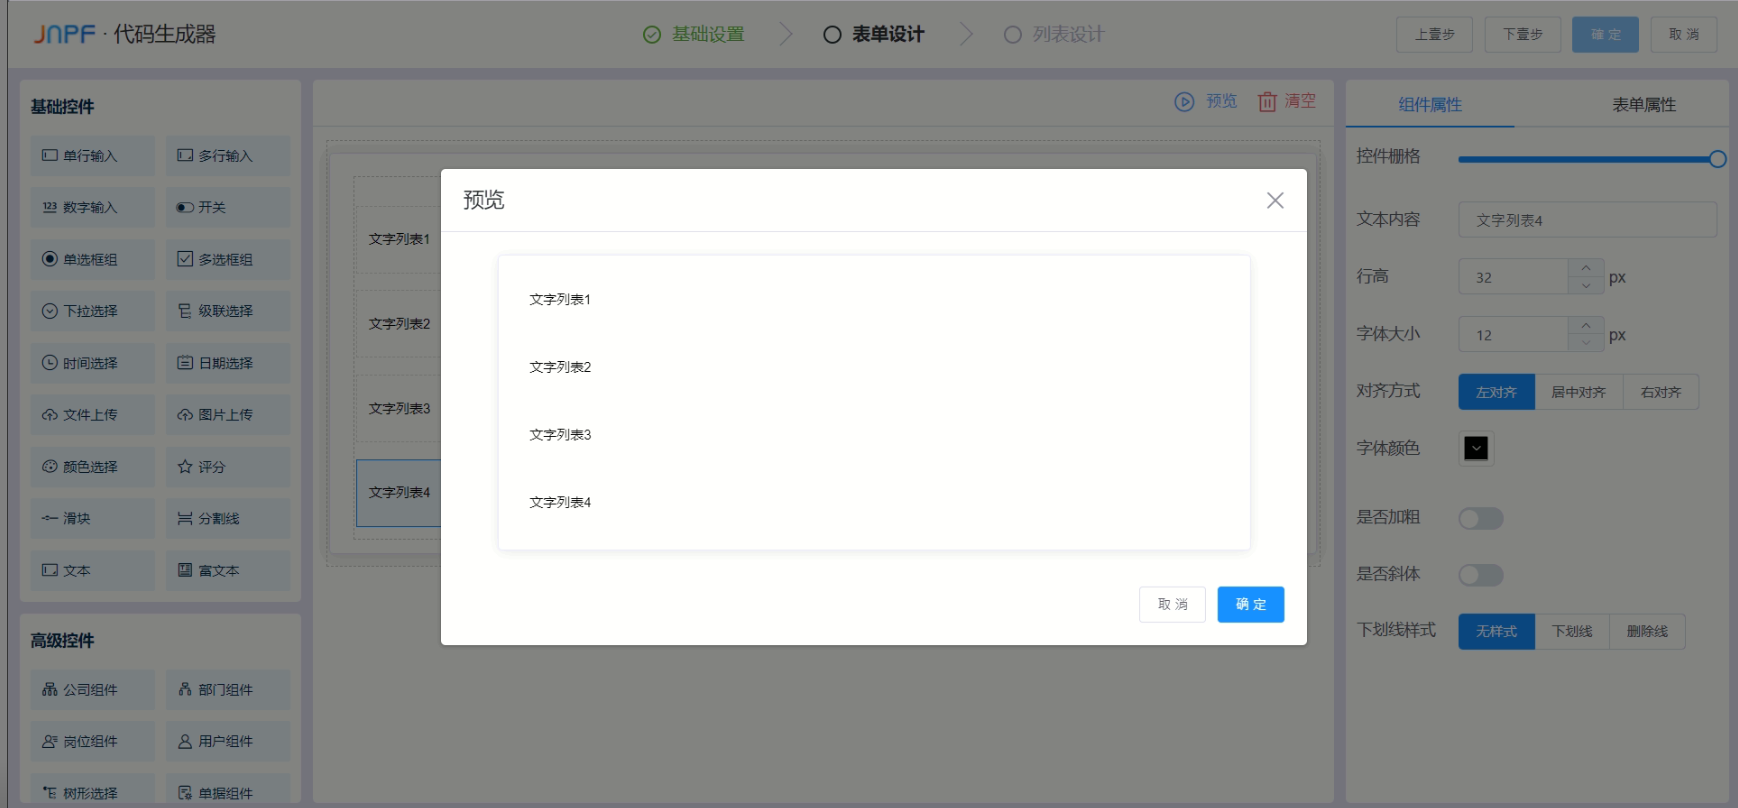 JNPF · 代码生成器
基础设置
表单设计
列表设计
上壹步
下壹步
確 定
取 消
基础控件
单行输入
多行输入
123 数字输入
开关
单选框组
多选框组
下拉选择
级联选择
时间选择
日期选择
文件上传
图片上传
颜色选择
评分
滑块
分割线
文本
富文本
高级控件
公司组件
部门组件
岗位组件
用户组件
树形选择
单据组件
预览
清空
文字列表1
文字列表2
文字列表3
文字列表4
预览
文字列表1
文字列表2
文字列表3
文字列表4
取 消
确 定
组件属性
表单属性
控件栅格
文本内容
文字列表4
行高
32
px
字体大小
12
px
对齐方式
左对齐
居中对齐
右对齐
字体颜色
是否加粗
是否斜体
下划线样式
无样式
下划线
删除线